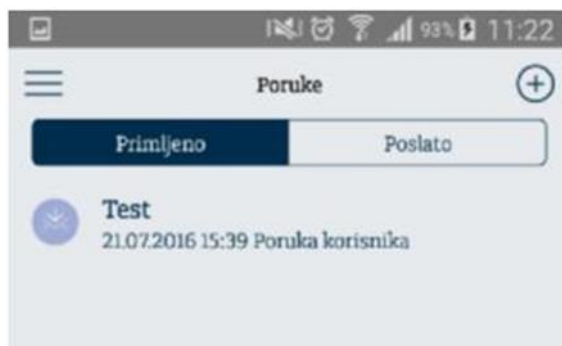 93% 11:22
Poruke
Primljeno Poslato
Test
21.07.2016 15:39 Poruka korisnika